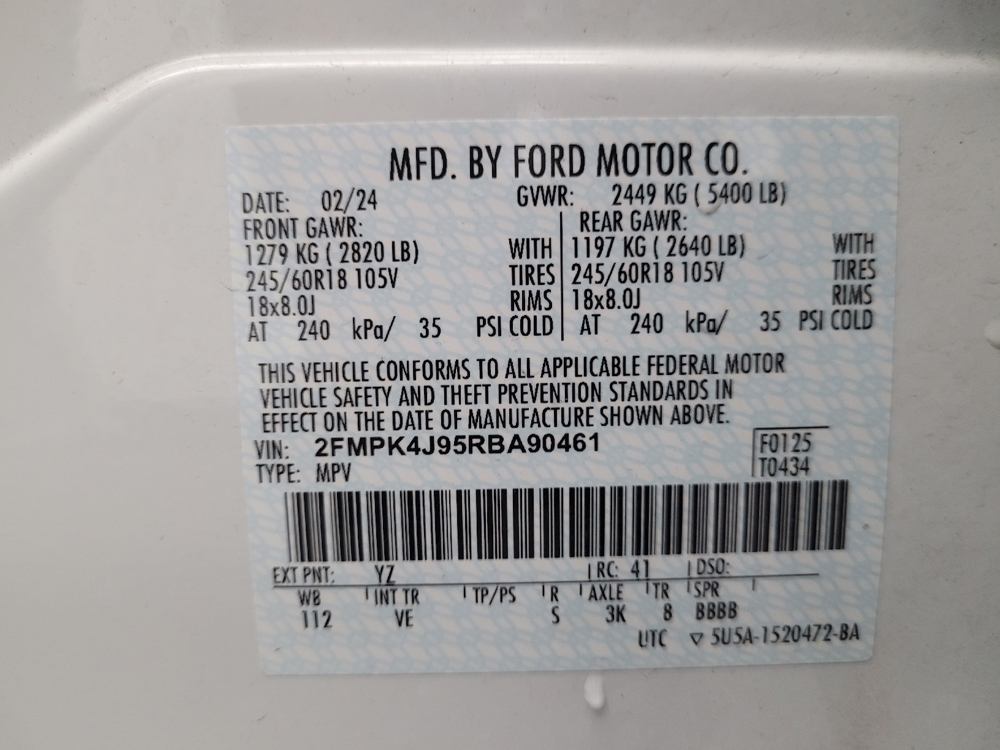 MFD. BY FORD MOTOR CO.
DATE: 02/24 GVWR: 2449 KG ( 5400 LB)
FRONT GAWR: REAR GAWR:
1279 KG ( 2820 LB) WITH 1197 KG ( 2640 LB) WITH
245/60R18 105V TIRES 245/60R18 105V TIRES
18x8.0J RIMS 18x8.0J RIMS
AT 240 kPa/ 35 PSI COLD AT 240 kPa/ 35 PSI COLD
THIS VEHICLE CONFORMS TO ALL APPLICABLE FEDERAL MOTOR
VEHICLE SAFETY AND THEFT PREVENTION STANDARDS IN
EFFECT ON THE DATE OF MANUFACTURE SHOWN ABOVE.
VIN: 2FMPK4J95RBA90461 F0125
TYPE: MPV T0434
EXT PNT: YZ RC: 41 DSO:
WB INT TR TP/PS R AXLE TR SPR
112 VE S 3K 8 BBBB
UTC ▽ 5U5A-1520472-BA